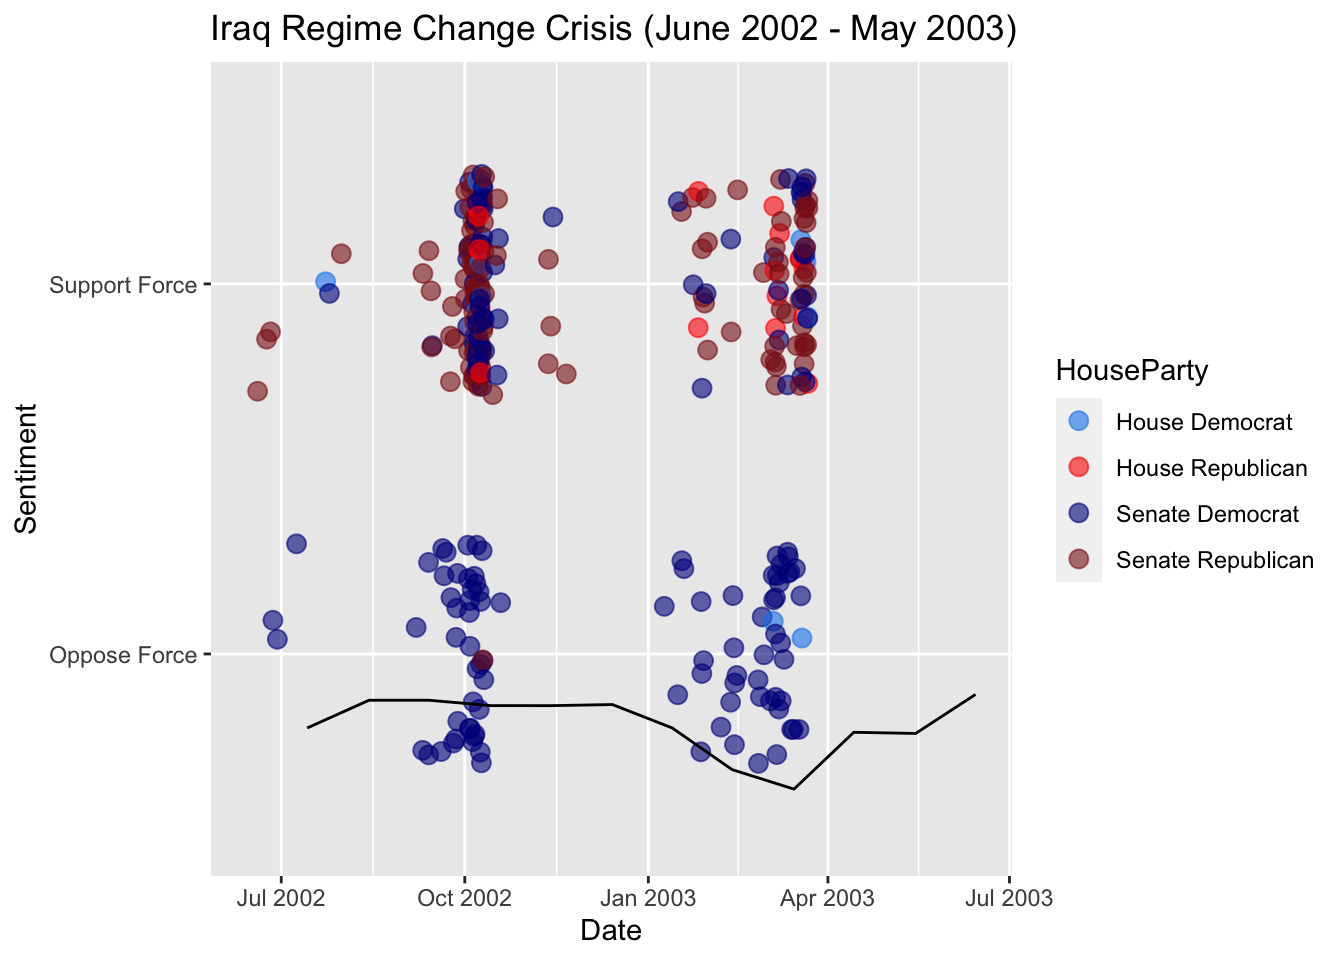 Iraq Regime Change Crisis (June 2002 - May 2003)
Support Force
Oppose Force
Sentiment
Jul 2002
Oct 2002
Jan 2003
Apr 2003
Jul 2003
Date
HouseParty
House Democrat
House Republican
Senate Democrat
Senate Republican